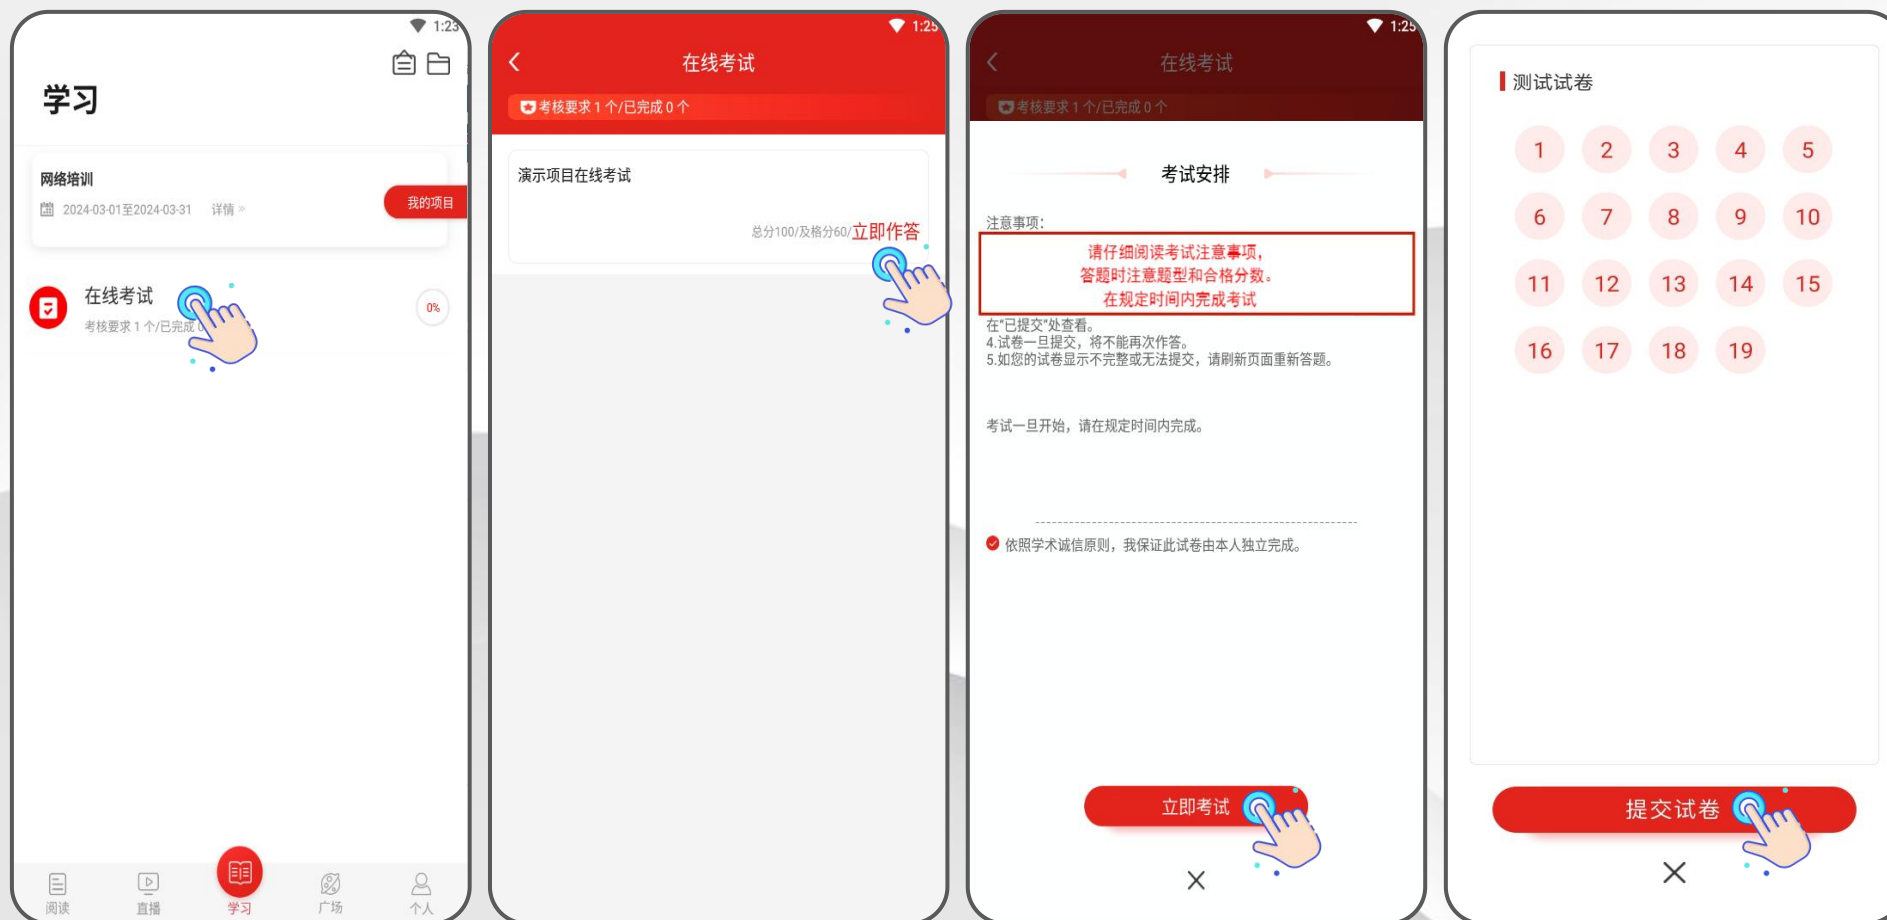 1:23
学习
网络培训
2024-03-01至2024-03-31 详情 »
我的项目
在线考试
考核要求 1 个/已完成 0
0%
阅读
直播
学习
广场
个人
1:25
在线考试
考核要求 1 个/已完成 0 个
演示项目在线考试
总分100/及格分60/立即作答
1:25
在线考试
考核要求 1 个/已完成 0 个
考试安排
注意事项：
请仔细阅读考试注意事项，
答题时注意题型和合格分数。
在规定时间内完成考试
在“已提交”处查看。
4.试卷一旦提交，将不能再次作答。
5.如您的试卷显示不完整或无法提交，请刷新页面重新答题。
考试一旦开始，请在规定时间内完成。
依照学术诚信原则，我保证此试卷由本人独立完成。
立即考试
测试试卷
1 2 3 4 5
6 7 8 9 10
11 12 13 14 15
16 17 18 19
提交试卷